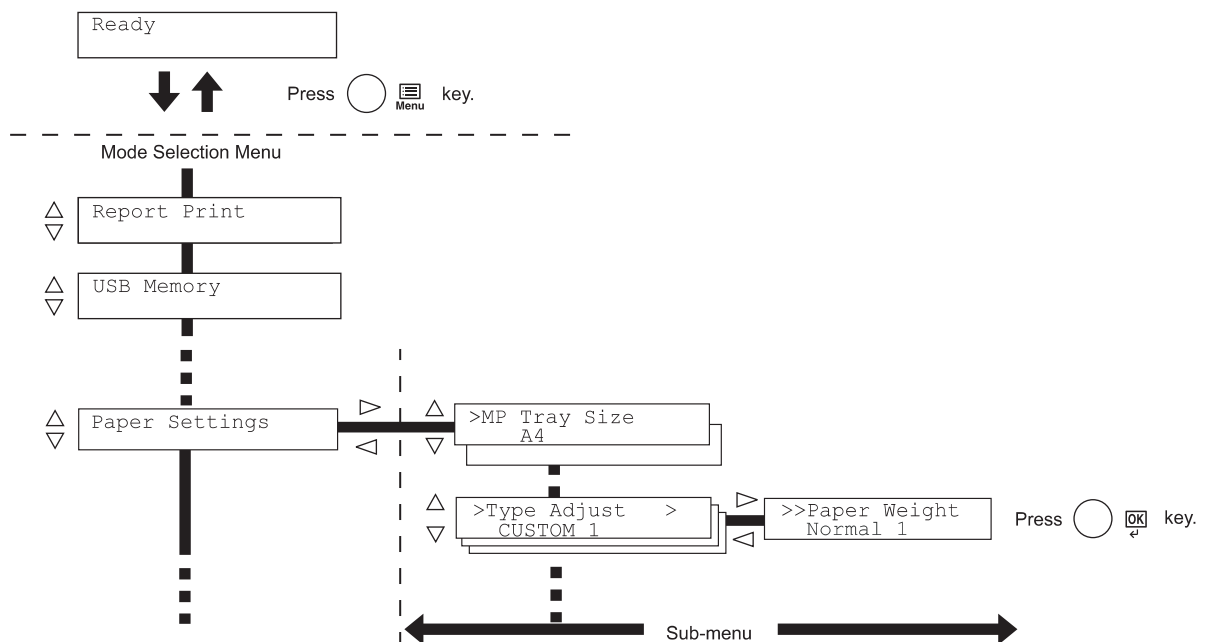 Ready
Press Menu key.
Mode Selection Menu
Report Print
USB Memory
Paper Settings
>MP Tray Size
A4
>Type Adjust >
CUSTOM 1
>>Paper Weight
Normal 1
Press OK key.
Sub-menu